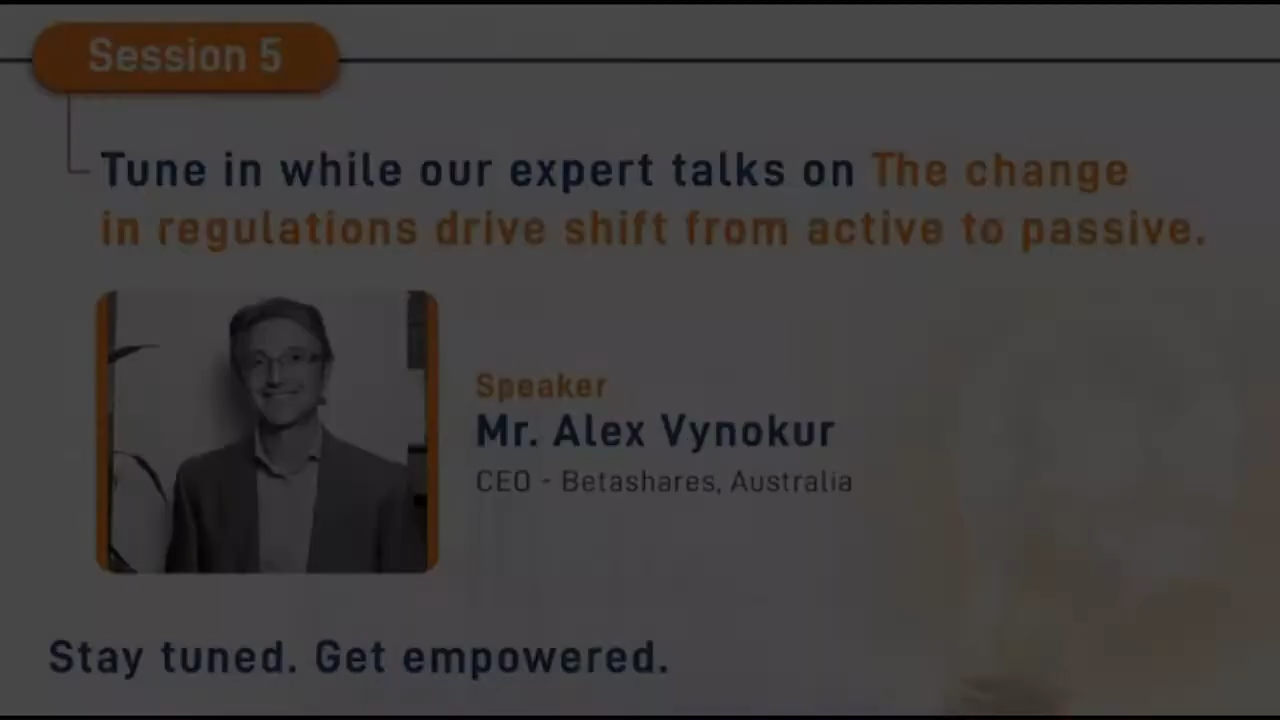 Session 5
Tune in while our expert talks on The change
in regulations drive shift from active to passive.
Speaker
Mr. Alex Vynokur
CEO - Betashares, Australia
Stay tuned. Get empowered.